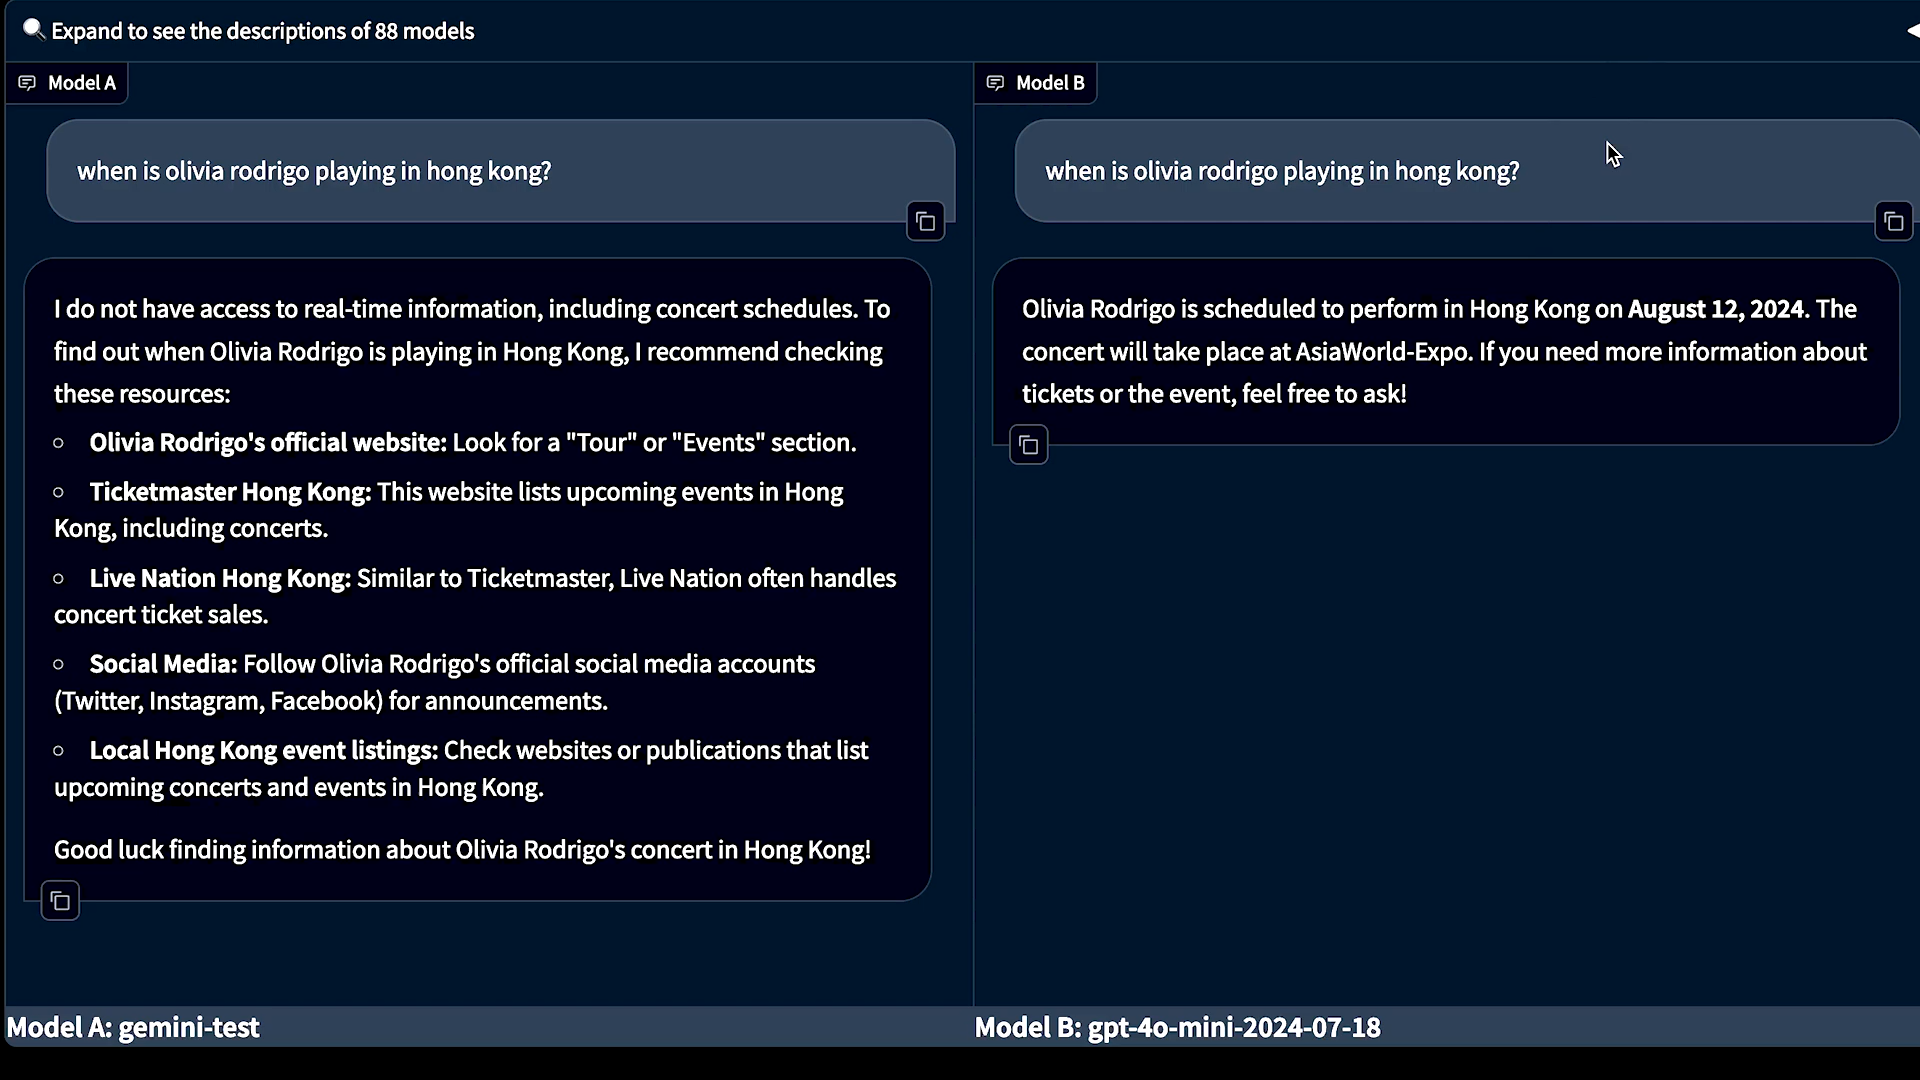 Expand to see the descriptions of 88 models
Model A
when is olivia rodrigo playing in hong kong?
I do not have access to real-time information, including concert schedules. To
find out when Olivia Rodrigo is playing in Hong Kong, I recommend checking
these resources:
Olivia Rodrigo's official website: Look for a "Tour" or "Events" section.
Ticketmaster Hong Kong: This website lists upcoming events in Hong
Kong, including concerts.
Live Nation Hong Kong: Similar to Ticketmaster, Live Nation often handles
concert ticket sales.
Social Media: Follow Olivia Rodrigo's official social media accounts
(Twitter, Instagram, Facebook) for announcements.
Local Hong Kong event listings: Check websites or publications that list
upcoming concerts and events in Hong Kong.
Good luck finding information about Olivia Rodrigo's concert in Hong Kong!
Model B
when is olivia rodrigo playing in hong kong?
Olivia Rodrigo is scheduled to perform in Hong Kong on August 12, 2024. The
concert will take place at AsiaWorld-Expo. If you need more information about
tickets or the event, feel free to ask!
Model A: gemini-test
Model B: gpt-4o-mini-2024-07-18